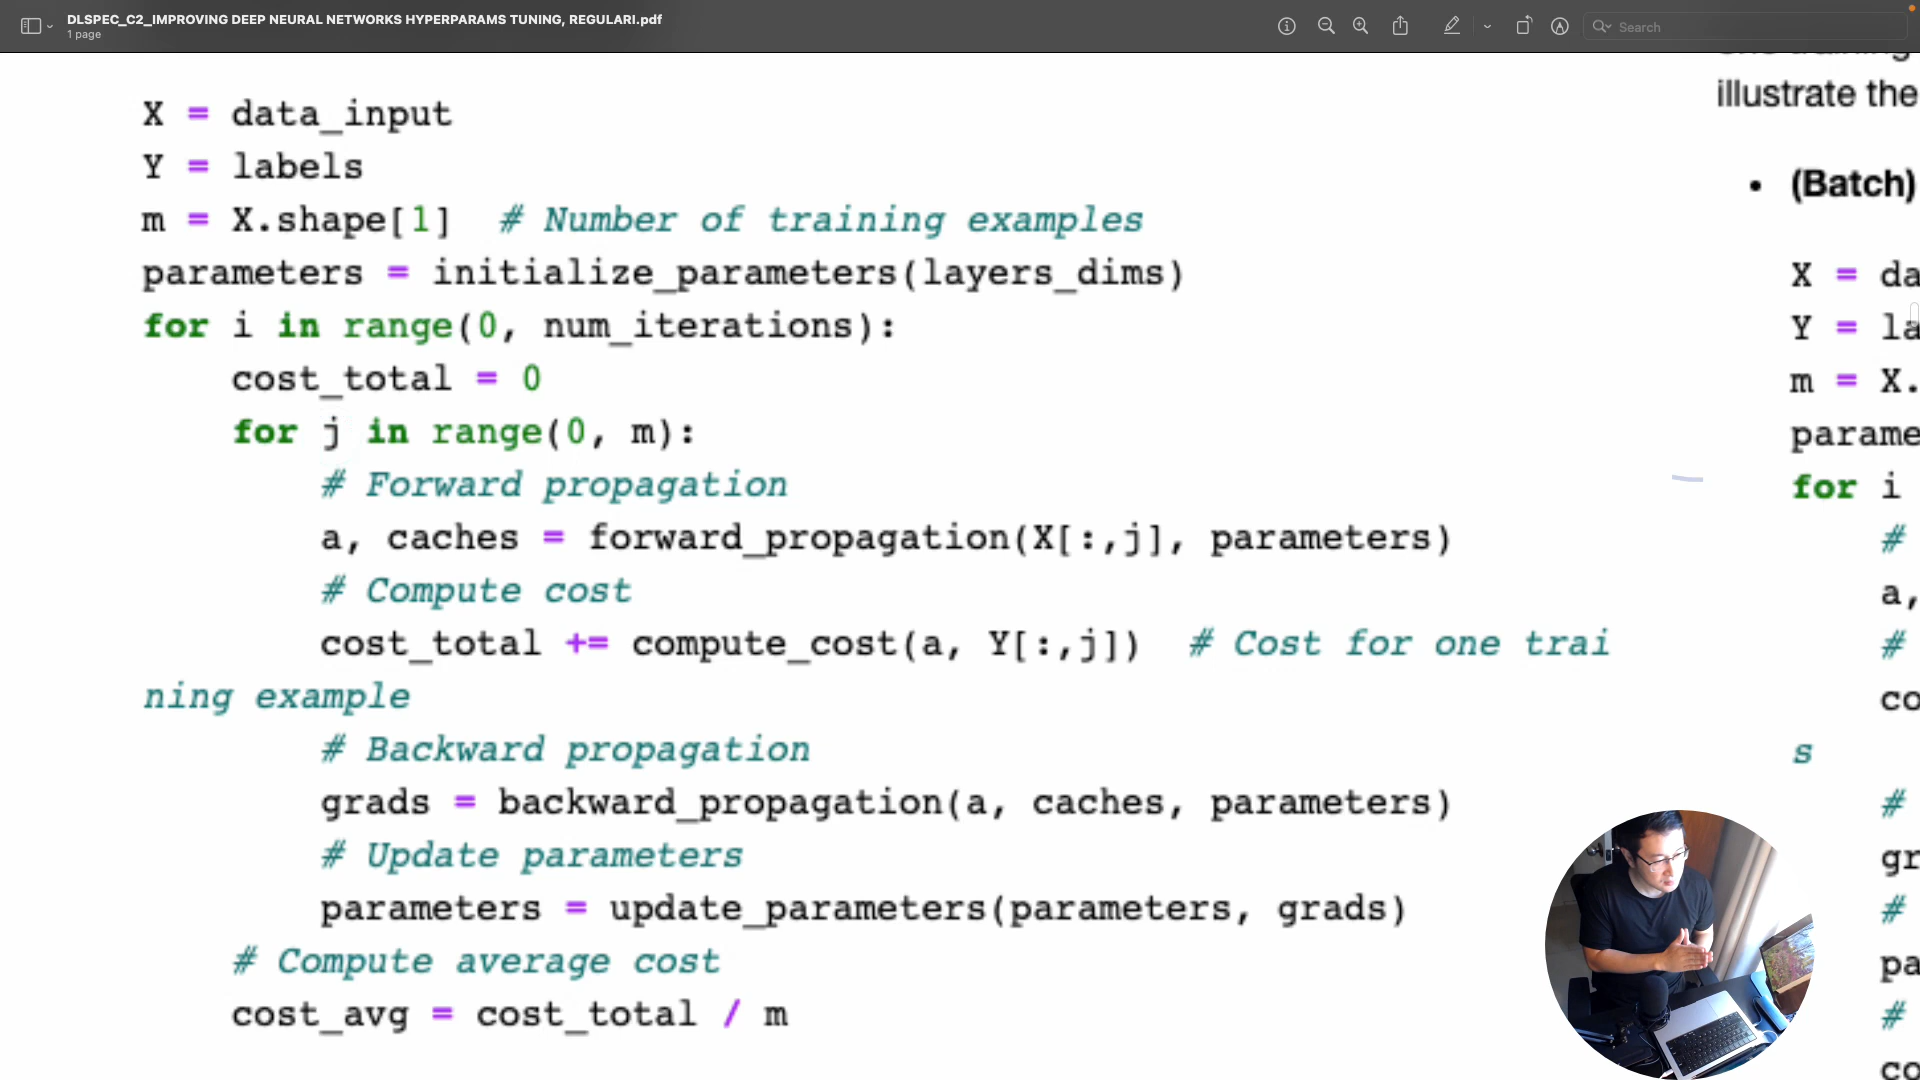 DLSPEC_C2_IMPROVING DEEP NEURAL NETWORKS HYPERPARAMS TUNING, REGULARI.pdf
1 page
Search
X = data_input
Y = labels
m = X.shape[1]  # Number of training examples
parameters = initialize_parameters(layers_dims)
for i in range(0, num_iterations):
    cost_total = 0
    for j in range(0, m):
        # Forward propagation
        a, caches = forward_propagation(X[:,j], parameters)
        # Compute cost
        cost_total += compute_cost(a, Y[:,j])  # Cost for one trai
ning example
        # Backward propagation
        grads = backward_propagation(a, caches, parameters)
        # Update parameters
        parameters = update_parameters(parameters, grads)
    # Compute average cost
    cost_avg = cost_total / m
illustrate the
• (Batch)
X = da
Y = la
m = X.
parame
for i
#
a,
#
co
s
#
gr
#
pa
#
co